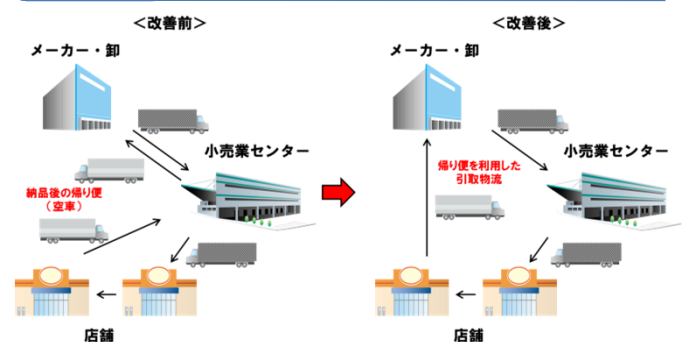 <改善前>
メーカー・卸
小売業センター
納品後の帰り便
(空車)
店舗
<改善後>
メーカー・卸
小売業センター
帰り便を利用した
引取物流
店舗